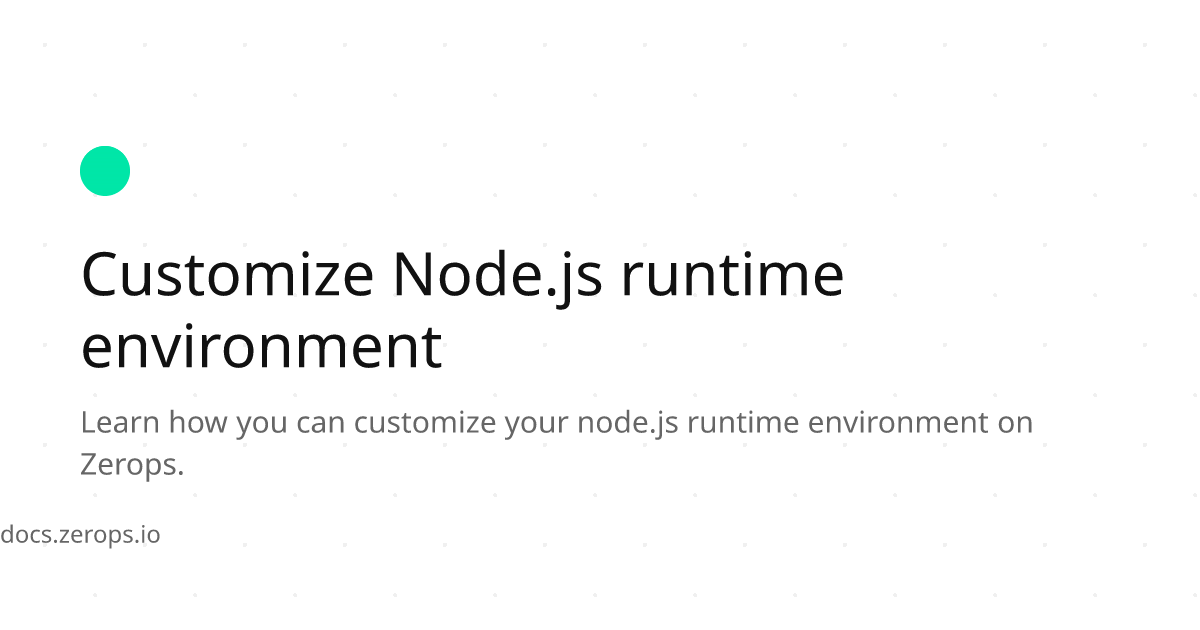 Customize Node.js runtime
environment
Learn how you can customize your node.js runtime environment on
Zerops.
docs.zerops.io